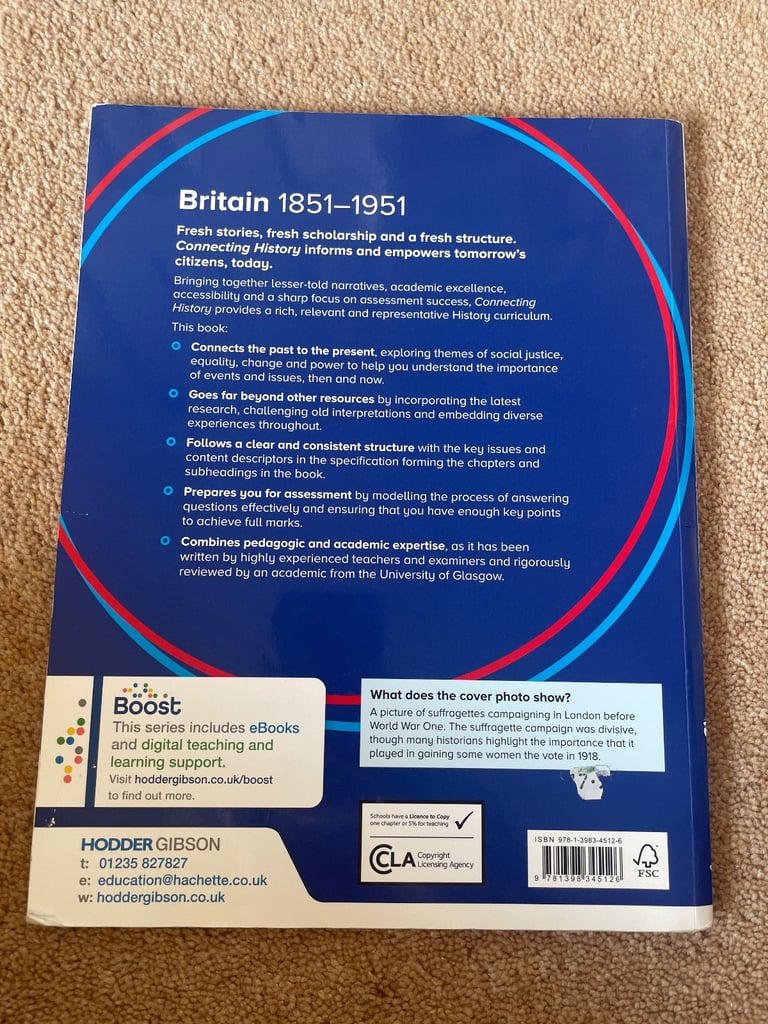 Britain 1851–1951
Fresh stories, fresh scholarship and a fresh structure.
Connecting History informs and empowers tomorrow's
citizens, today.
Bringing together lesser-told narratives, academic excellence,
accessibility and a sharp focus on assessment success, Connecting
History provides a rich, relevant and representative History curriculum.
This book:
Connects the past to the present, exploring themes of social justice,
equality, change and power to help you understand the importance
of events and issues, then and now.
Goes far beyond other resources by incorporating the latest
research, challenging old interpretations and embedding diverse
experiences throughout.
Follows a clear and consistent structure with the key issues and
content descriptors in the specification forming the chapters and
subheadings in the book.
Prepares you for assessment by modelling the process of answering
questions effectively and ensuring that you have enough key points
to achieve full marks.
Combines pedagogic and academic expertise, as it has been
written by highly experienced teachers and examiners and rigorously
reviewed by an academic from the University of Glasgow.
Boost
This series includes eBooks
and digital teaching and
learning support.
Visit hoddergibson.co.uk/boost
to find out more.
What does the cover photo show?
A picture of suffragettes campaigning in London before
World War One. The suffragette campaign was divisive,
though many historians highlight the importance that it
played in gaining some women the vote in 1918.
Schools have a Licence to Copy
one chapter or 5% for teaching
CLA Copyright
Licensing Agency
HODDER GIBSON
t: 01235 827827
e: education@hachette.co.uk
w: hoddergibson.co.uk
ISBN 978-1-3983-4512-6
9 781398 345126
FSC